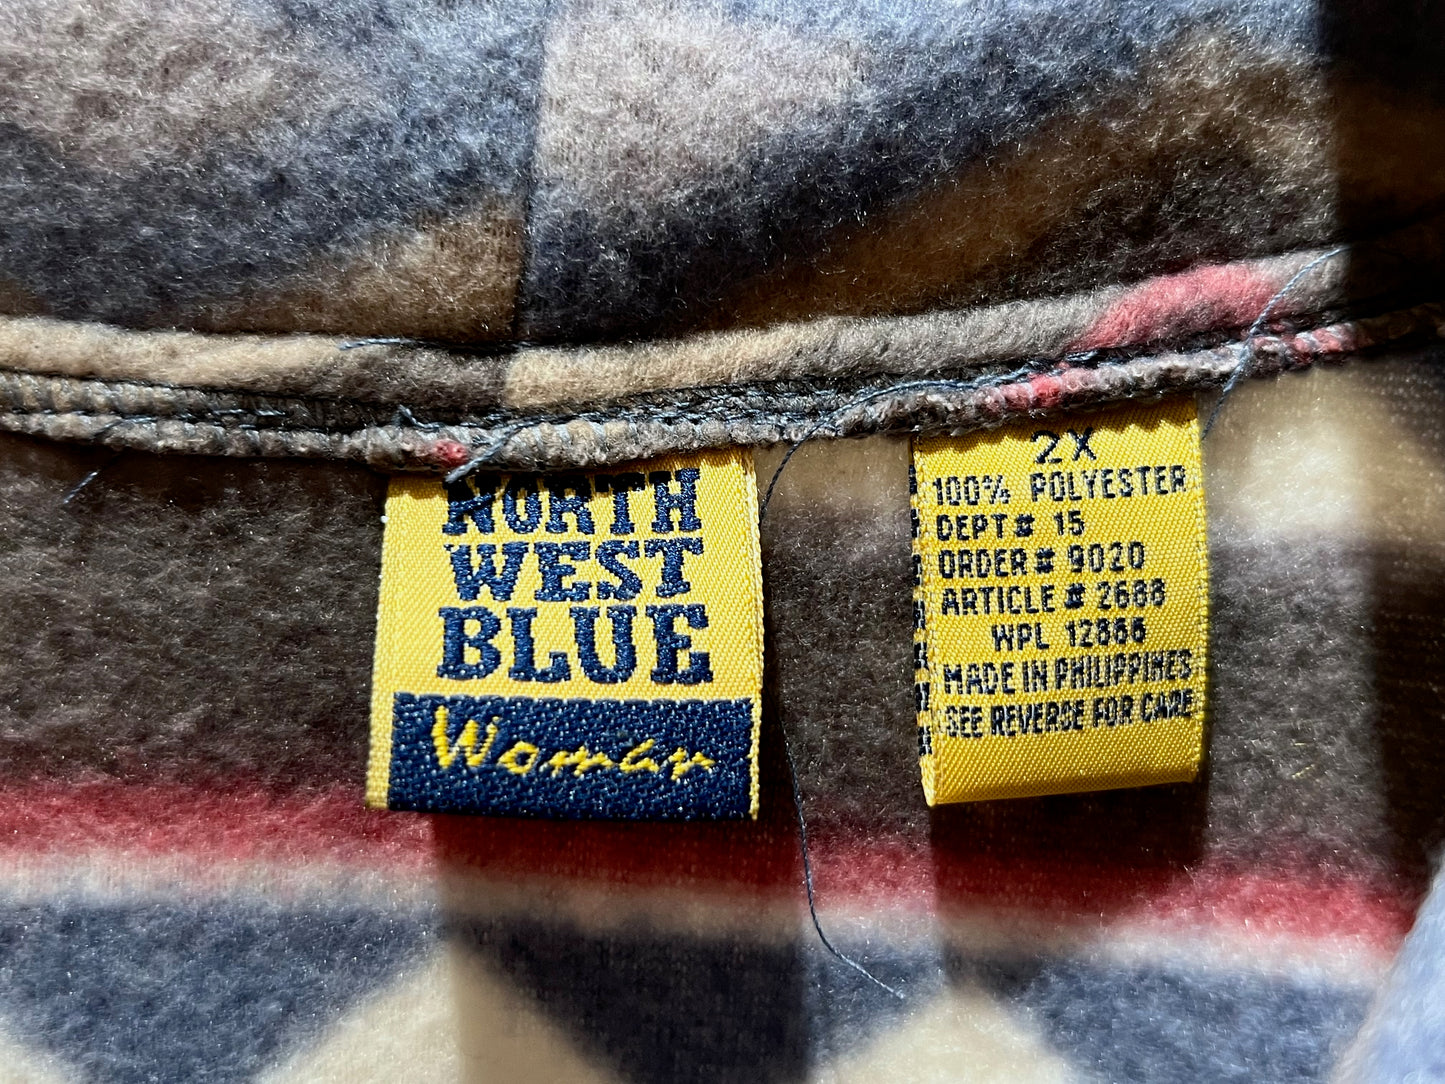 NORTH
WEST
BLUE
Woman
2X
100% POLYESTER
DEPT# 15
ORDER# 9020
ARTICLE# 2688
WPL 12866
MADE IN PHILIPPINES
SEE REVERSE FOR CARE